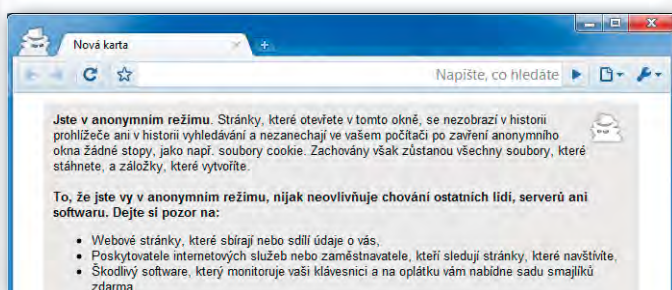 Nová karta
Napište, co hledáte
Jste v anonymním režimu. Stránky, které otevřete v tomto okně, se nezobrazí v historii
prohlížeče ani v historii vyhledávání a nezanechají ve vašem počítači po zavření anonymního
okna žádné stopy, jako např. soubory cookie. Zachovány však zůstanou všechny soubory, které
stáhnete, a záložky, které vytvoříte.
To, že jste vy v anonymním režimu, nijak neovlivňuje chování ostatních lidí, serverů ani
softwaru. Dejte si pozor na:
• Webové stránky, které sbírají nebo sdílí údaje o vás,
• Poskytovatele internetových služeb nebo zaměstnavatele, kteří sledují stránky, které navštívíte,
• Škodlivý software, který monitoruje vaši klávesnici a na oplátku vám nabídne sadu smajlíků
zdarma